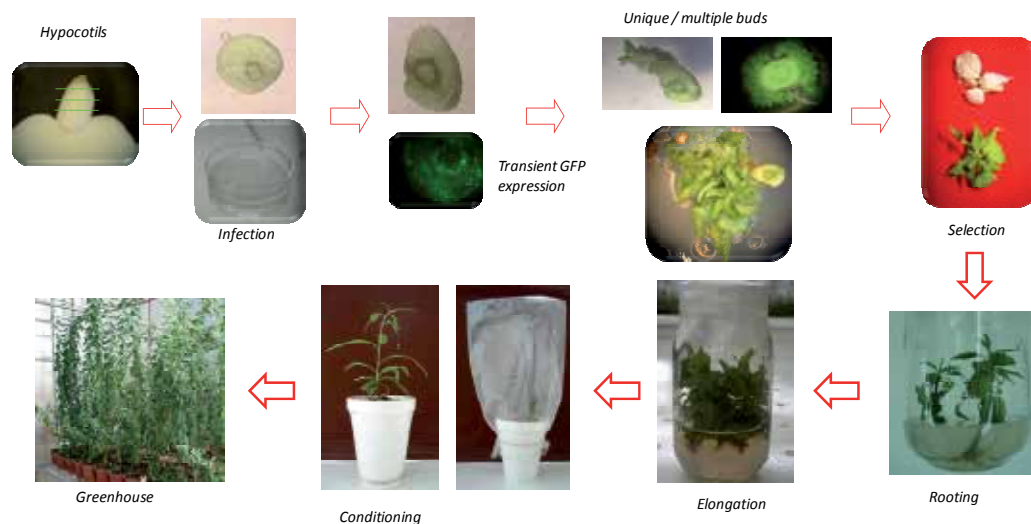 Hypocotils
Unique / multiple buds
Transient GFP
expression
Infection
Selection
Greenhouse
Conditioning
Elongation
Rooting